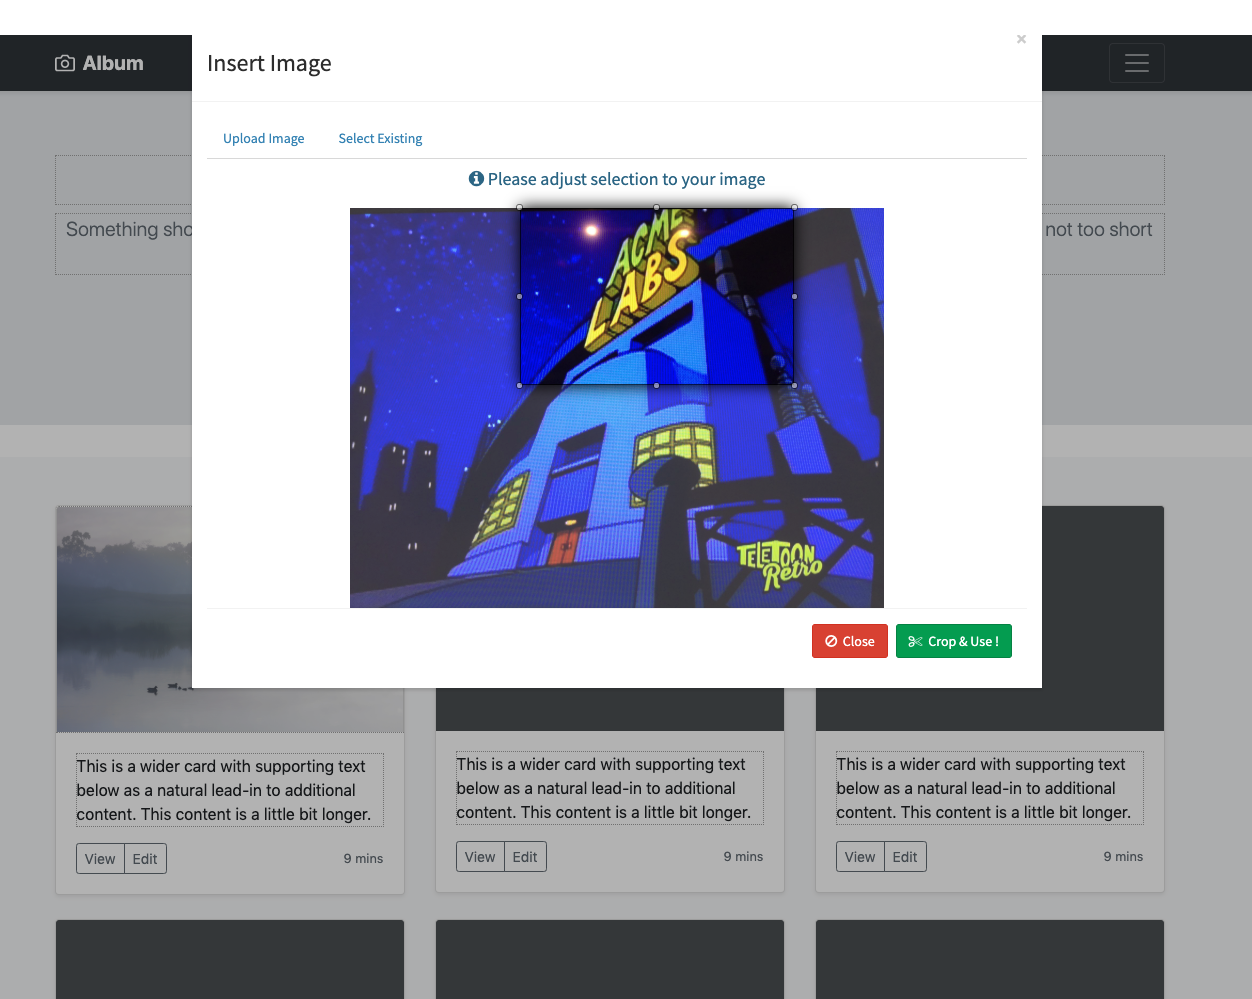 ×
Album
Insert Image
Upload Image Select Existing
Please adjust selection to your image
Something sho
not too short
ACME
LABS
TELETOON
Retro
Close Crop & Use !
This is a wider card with supporting text
below as a natural lead-in to additional
content. This content is a little bit longer.
View Edit 9 mins
This is a wider card with supporting text
below as a natural lead-in to additional
content. This content is a little bit longer.
View Edit 9 mins
This is a wider card with supporting text
below as a natural lead-in to additional
content. This content is a little bit longer.
View Edit 9 mins